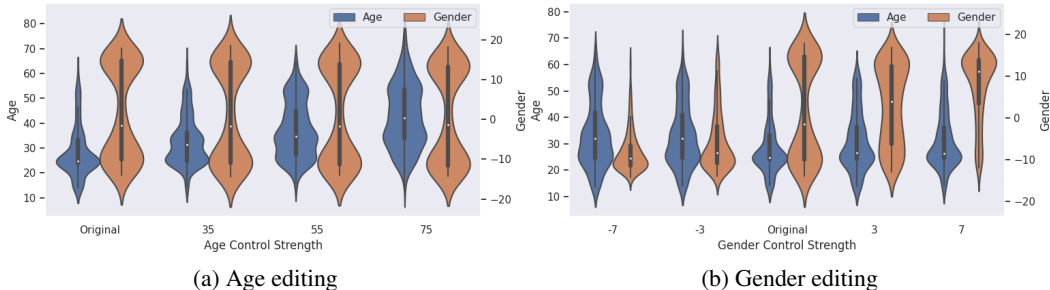 Age Gender
80
70
60
50
40
30
20
10
Age
20
10
0
−10
−20
Gender
Original 35 55 75
Age Control Strength
(a) Age editing
Age Gender
80
70
60
50
40
30
20
10
Age
20
10
0
−10
−20
Gender
-7 -3 Original 3 7
Gender Control Strength
(b) Gender editing